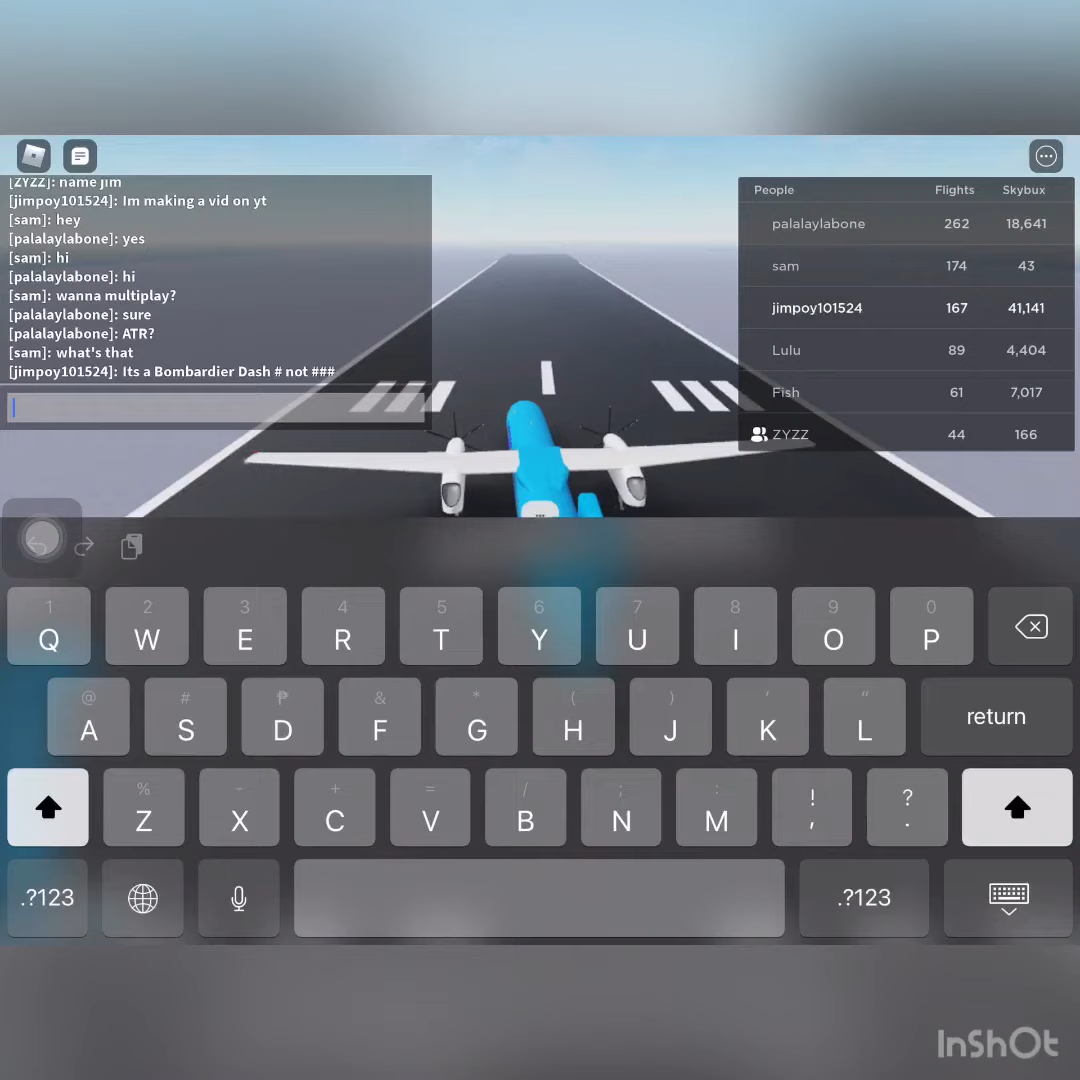 [ZYZZ]: name jim
[jimpoy101524]: Im making a vid on yt
[sam]: hey
[palalaylabone]: yes
[sam]: hi
[palalaylabone]: hi
[sam]: wanna multiplay?
[palalaylabone]: sure
[palalaylabone]: ATR?
[sam]: what's that
[jimpoy101524]: Its a Bombardier Dash # not ###
People Flights Skybux
palalaylabone 262 18,641
sam 174 43
jimpoy101524 167 41,141
Lulu 89 4,404
Fish 61 7,017
ZYZZ 44 166
1 2 3 4 5 6 7 8 9 0
Q W E R T Y U I O P
@ # ₱ & * ( ) ' "
A S D F G H J K L return
% - + = / ; : ! ?
Z X C V B N M , .
.?123 .?123
InShOt